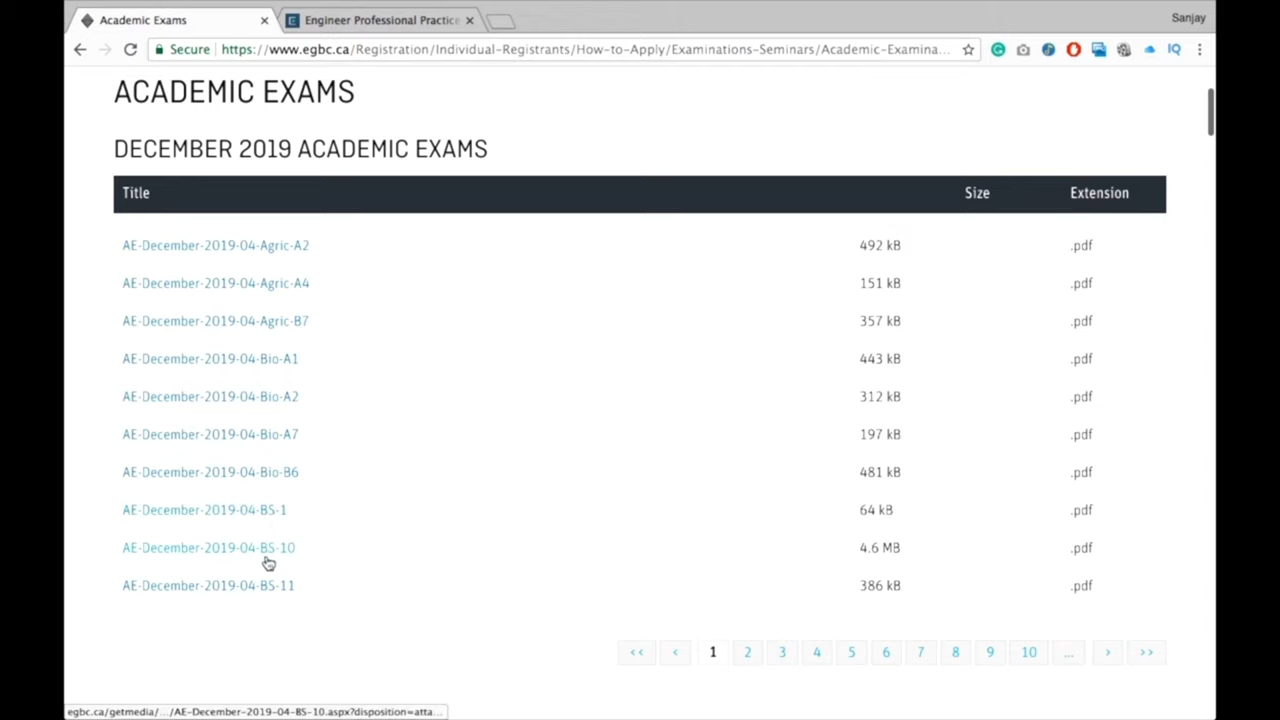 Academic Exams
Engineer Professional Practice
Sanjay
Secure https://www.egbc.ca/Registration/Individual-Registrants/How-to-Apply/Examinations-Seminars/Academic-Examina...
IQ
ACADEMIC EXAMS
DECEMBER 2019 ACADEMIC EXAMS
Title Size Extension
AE-December-2019-04-Agric-A2 492 kB .pdf
AE-December-2019-04-Agric-A4 151 kB .pdf
AE-December-2019-04-Agric-B7 357 kB .pdf
AE-December-2019-04-Bio-A1 443 kB .pdf
AE-December-2019-04-Bio-A2 312 kB .pdf
AE-December-2019-04-Bio-A7 197 kB .pdf
AE-December-2019-04-Bio-B6 481 kB .pdf
AE-December-2019-04-BS-1 64 kB .pdf
AE-December-2019-04-BS-10 4.6 MB .pdf
AE-December-2019-04-BS-11 386 kB .pdf
<< < 1 2 3 4 5 6 7 8 9 10 ... > >>
egbc.ca/getmedia/.../AE-December-2019-04-BS-10.aspx?disposition=atta...